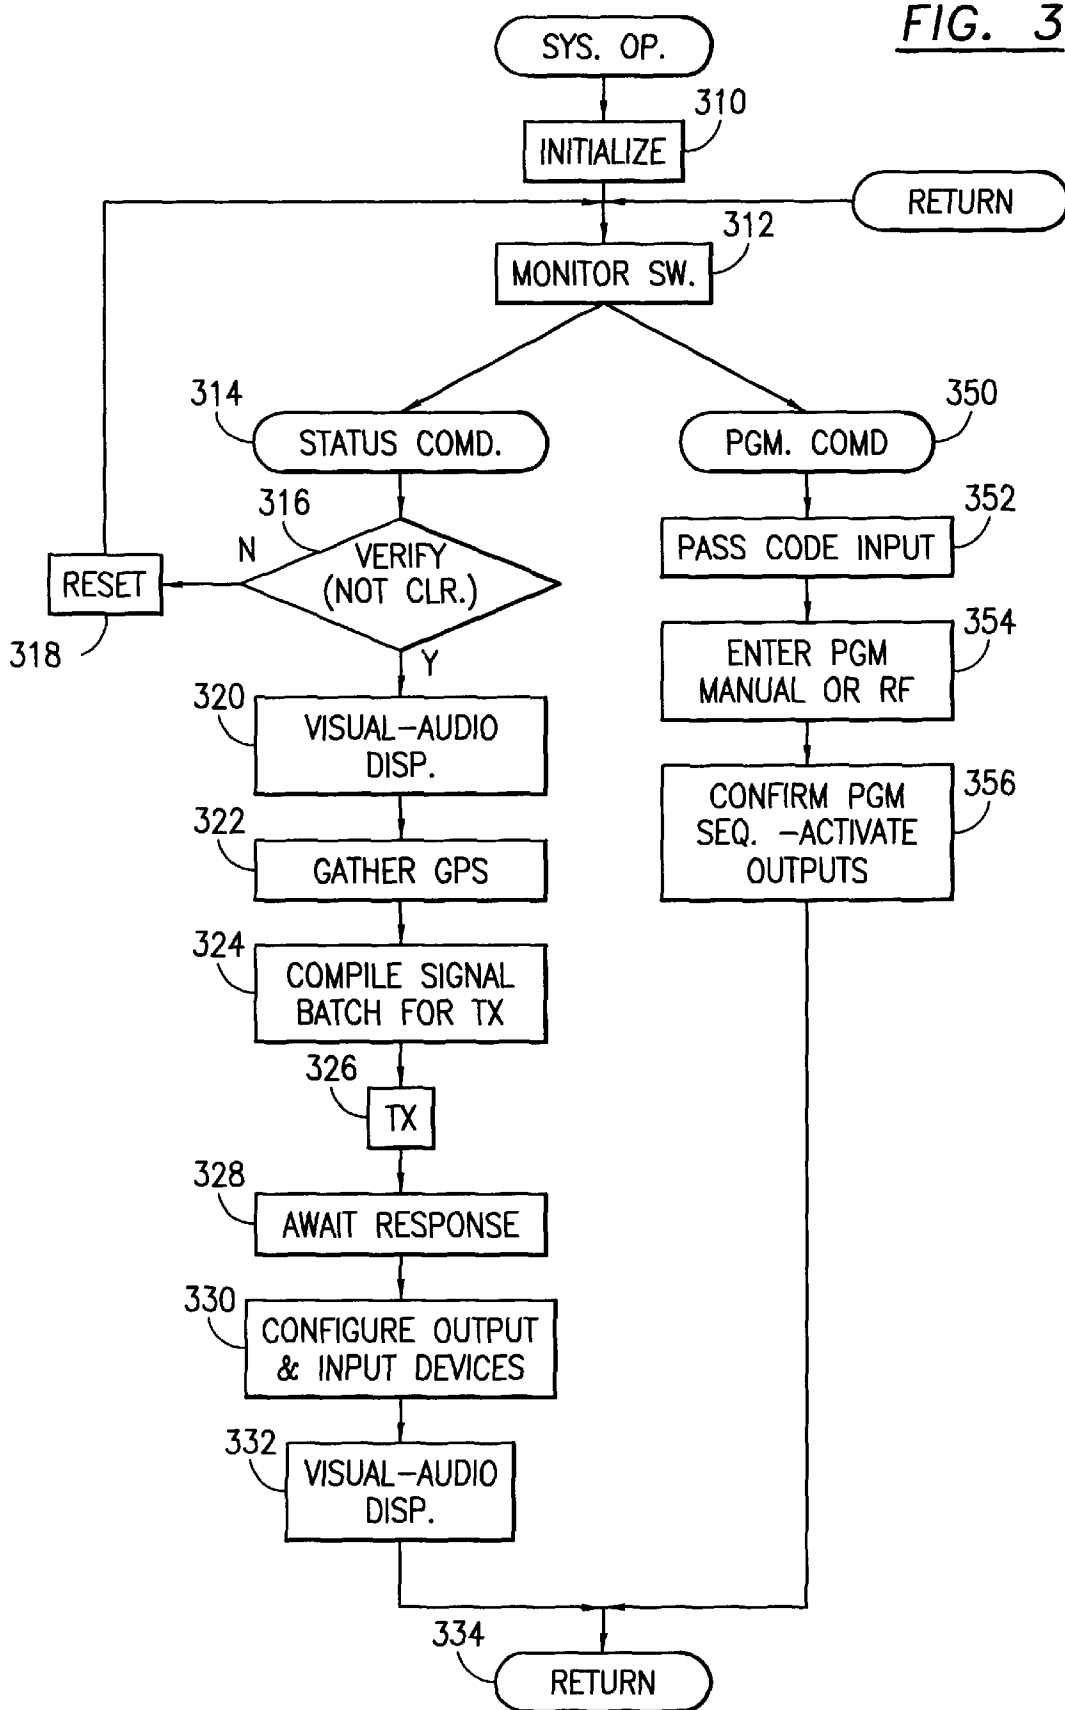 FIG. 3
SYS. OP.
310
INITIALIZE
RETURN
312
MONITOR SW.
314
STATUS COMD.
350
PGM. COMD
316
N
VERIFY
(NOT CLR.)
Y
RESET
318
352
PASS CODE INPUT
354
ENTER PGM
MANUAL OR RF
320
VISUAL-AUDIO
DISP.
356
CONFIRM PGM
SEQ. -ACTIVATE
OUTPUTS
322
GATHER GPS
324
COMPILE SIGNAL
BATCH FOR TX
326
TX
328
AWAIT RESPONSE
330
CONFIGURE OUTPUT
& INPUT DEVICES
332
VISUAL-AUDIO
DISP.
334
RETURN